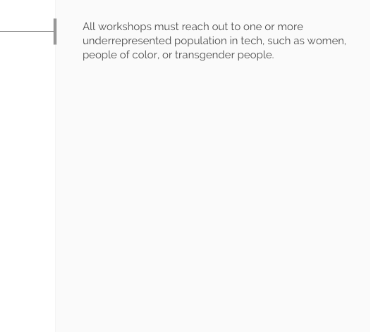 All workshops must reach out to one or more
underrepresented population in tech, such as women,
people of color, or transgender people.